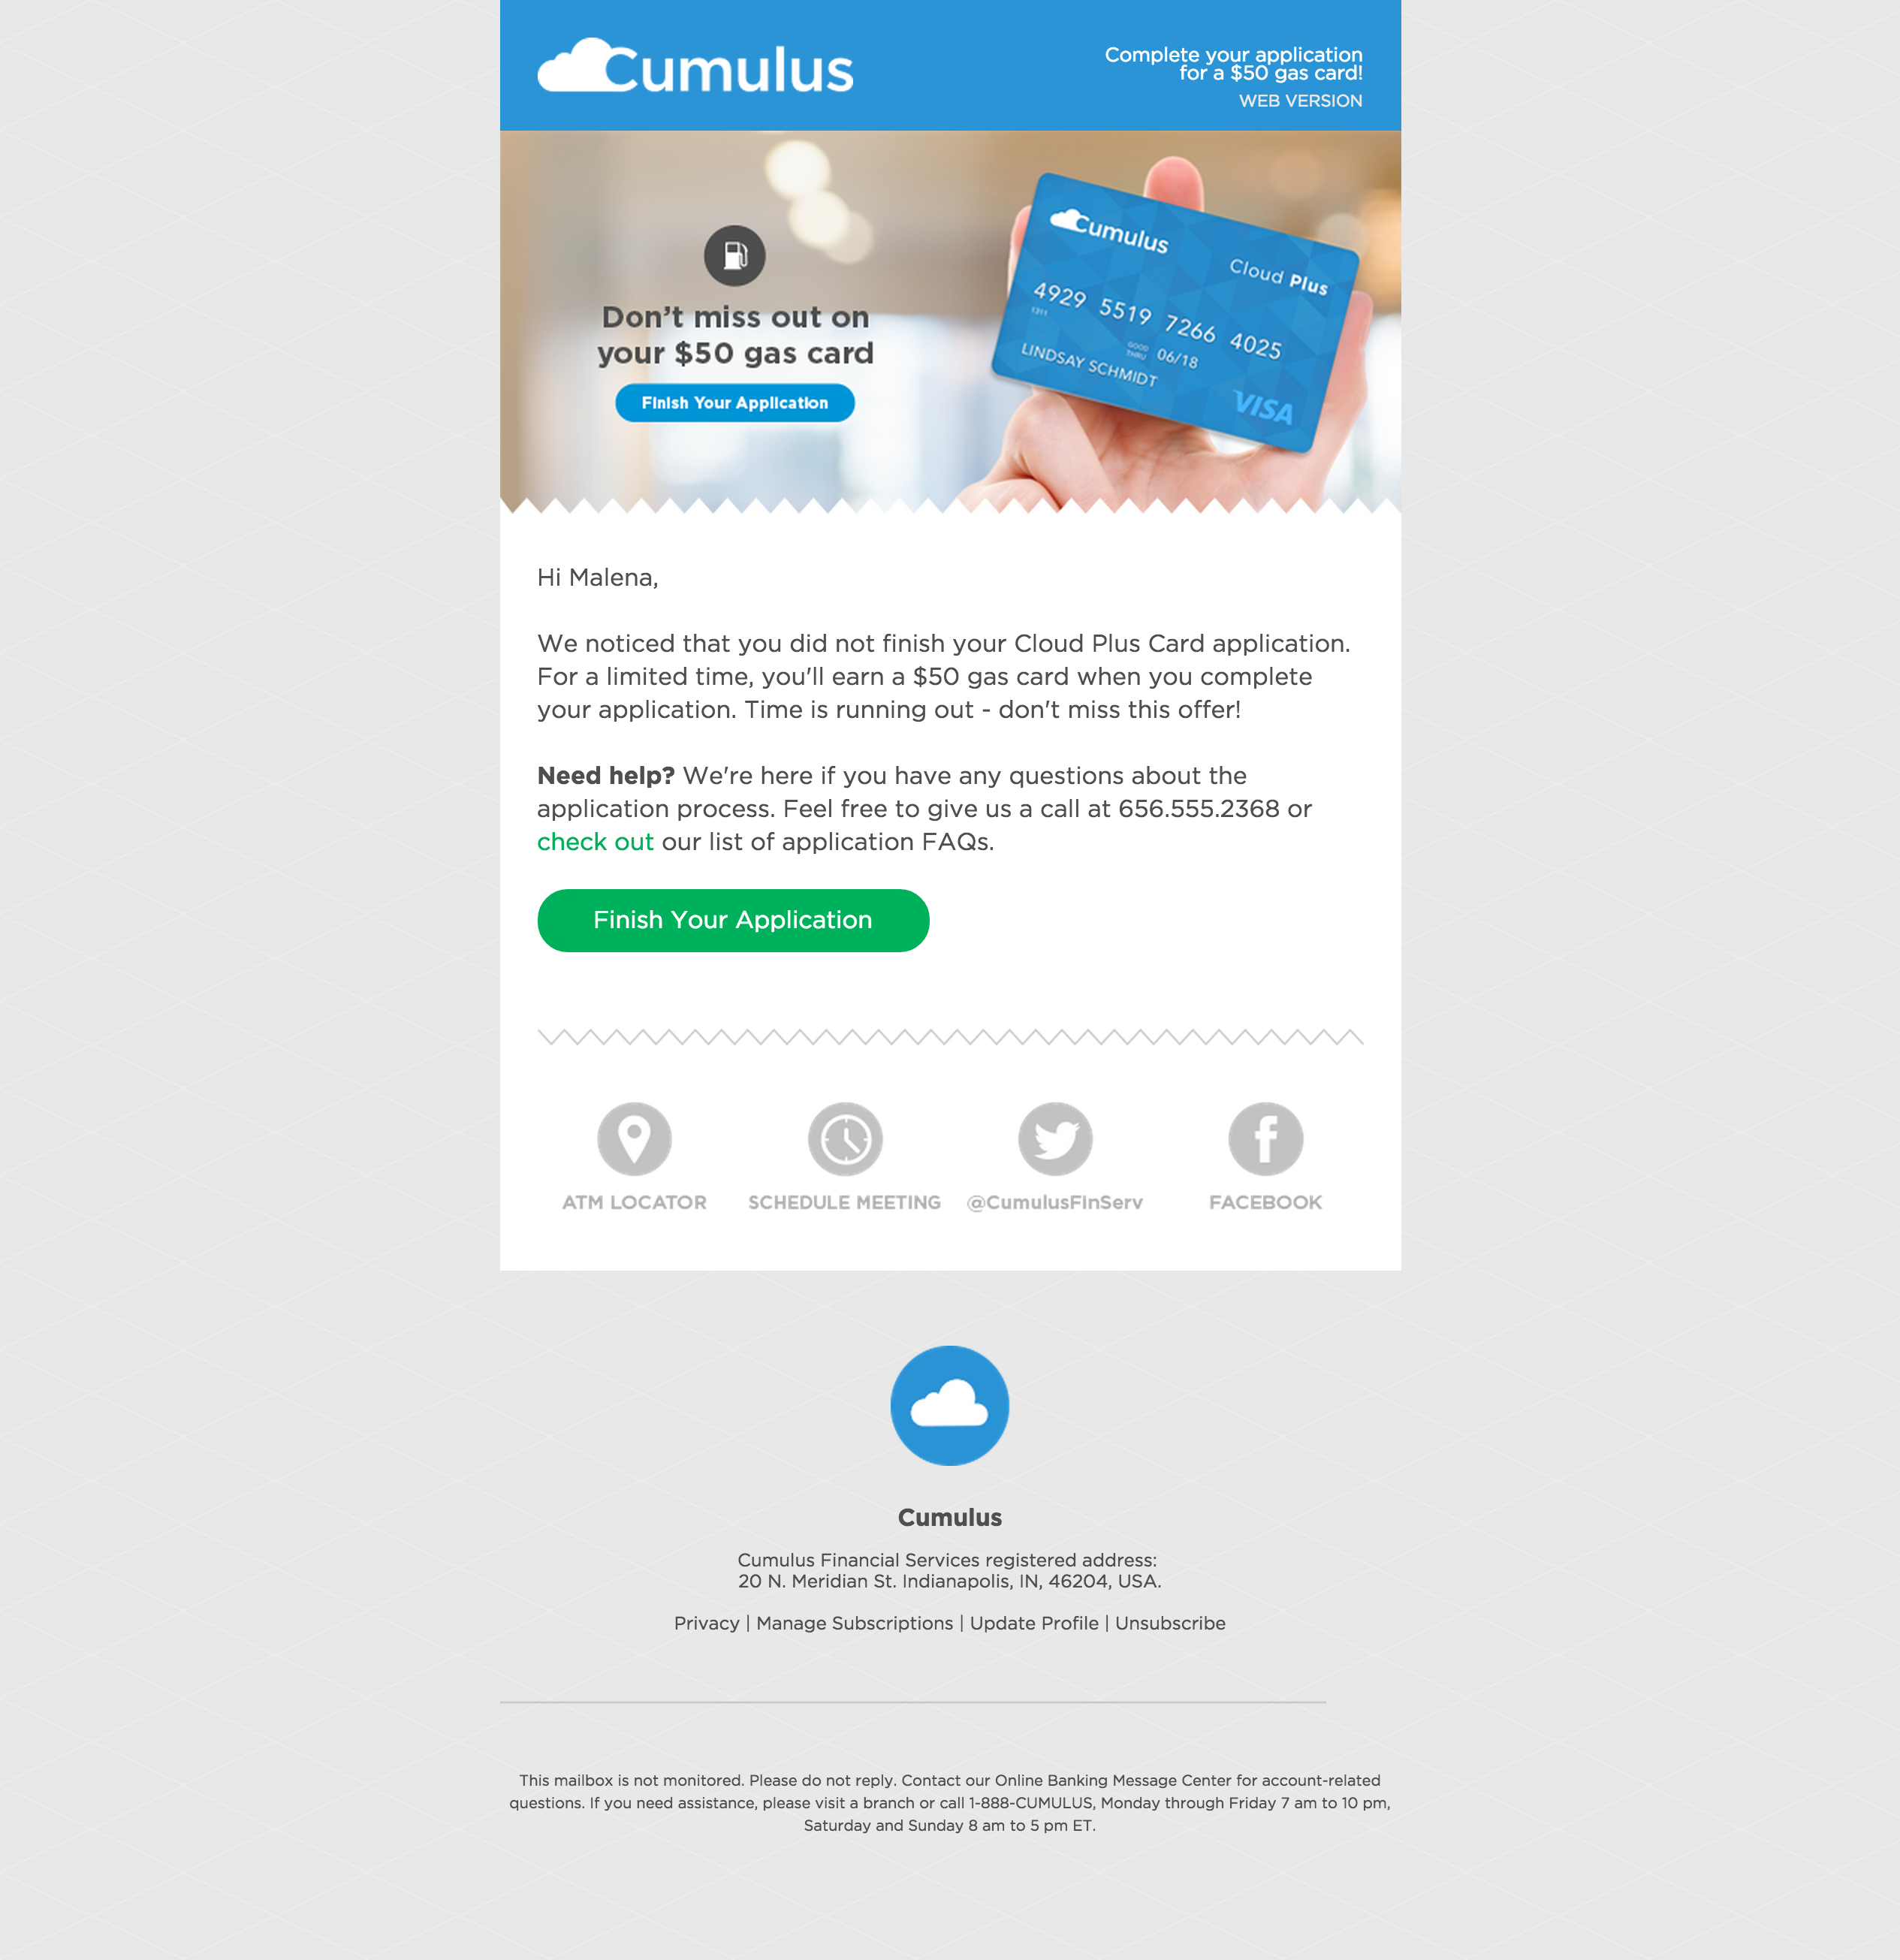 Cumulus
Complete your application
for a $50 gas card!
WEB VERSION
Don’t miss out on
your $50 gas card
Finish Your Application
Cumulus
Cloud Plus
4929 5519 7266 4025
1311
GOOD
THRU 06/18
LINDSAY SCHMIDT
VISA
Hi Malena,
We noticed that you did not finish your Cloud Plus Card application.
For a limited time, you'll earn a $50 gas card when you complete
your application. Time is running out - don't miss this offer!
Need help? We're here if you have any questions about the
application process. Feel free to give us a call at 656.555.2368 or
check out our list of application FAQs.
Finish Your Application
ATM LOCATOR
SCHEDULE MEETING
@CumulusFinServ
FACEBOOK
Cumulus
Cumulus Financial Services registered address:
20 N. Meridian St. Indianapolis, IN, 46204, USA.
Privacy | Manage Subscriptions | Update Profile | Unsubscribe
This mailbox is not monitored. Please do not reply. Contact our Online Banking Message Center for account-related
questions. If you need assistance, please visit a branch or call 1-888-CUMULUS, Monday through Friday 7 am to 10 pm,
Saturday and Sunday 8 am to 5 pm ET.